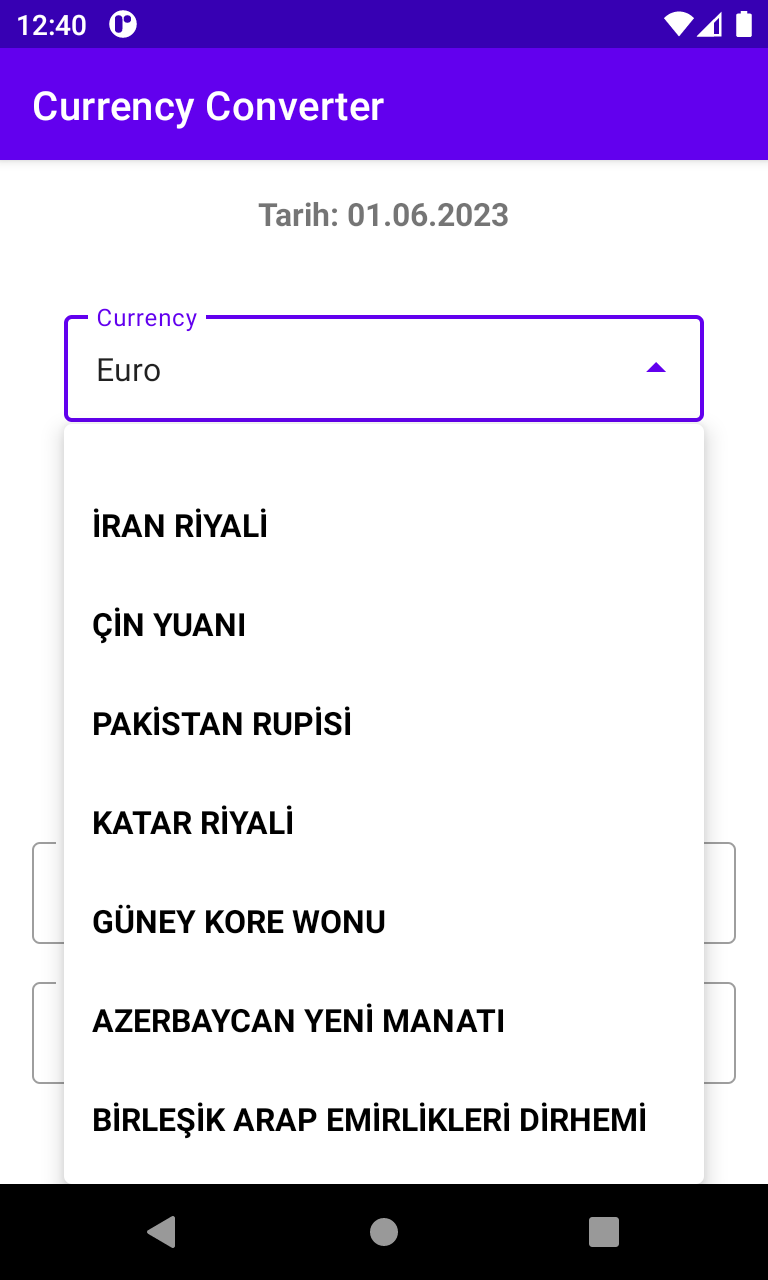 12:40
Currency Converter
Tarih: 01.06.2023
Currency
Euro
İRAN RİYALİ
ÇİN YUANI
PAKİSTAN RUPİSİ
KATAR RİYALİ
GÜNEY KORE WONU
AZERBAYCAN YENİ MANATI
BİRLEŞİK ARAP EMİRLİKLERİ DİRHEMİ